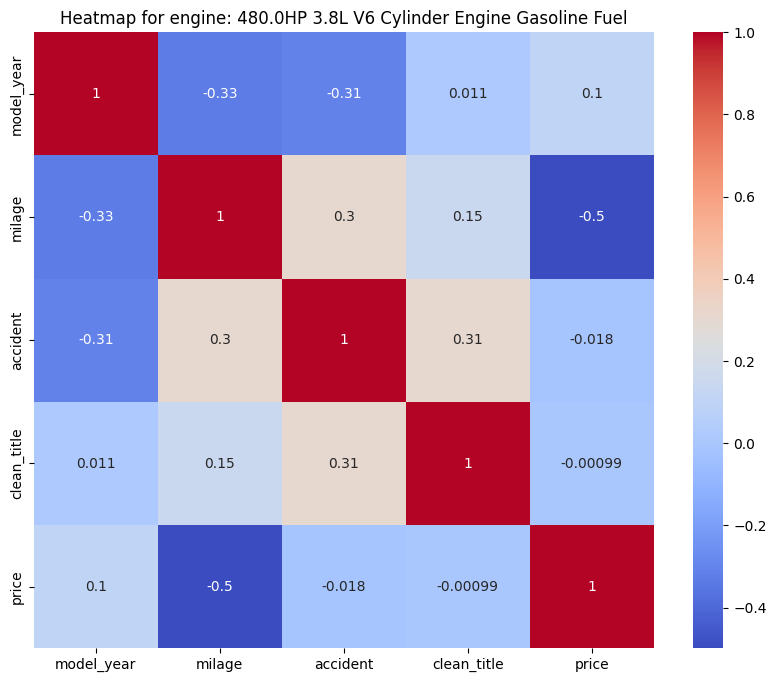 Heatmap for engine: 480.0HP 3.8L V6 Cylinder Engine Gasoline Fuel
model_year 1 -0.33 -0.31 0.011 0.1
milage -0.33 1 0.3 0.15 -0.5
accident -0.31 0.3 1 0.31 -0.018
clean_title 0.011 0.15 0.31 1 -0.00099
price 0.1 -0.5 -0.018 -0.00099 1
model_year milage accident clean_title price
1.0
0.8
0.6
0.4
0.2
0.0
−0.2
−0.4